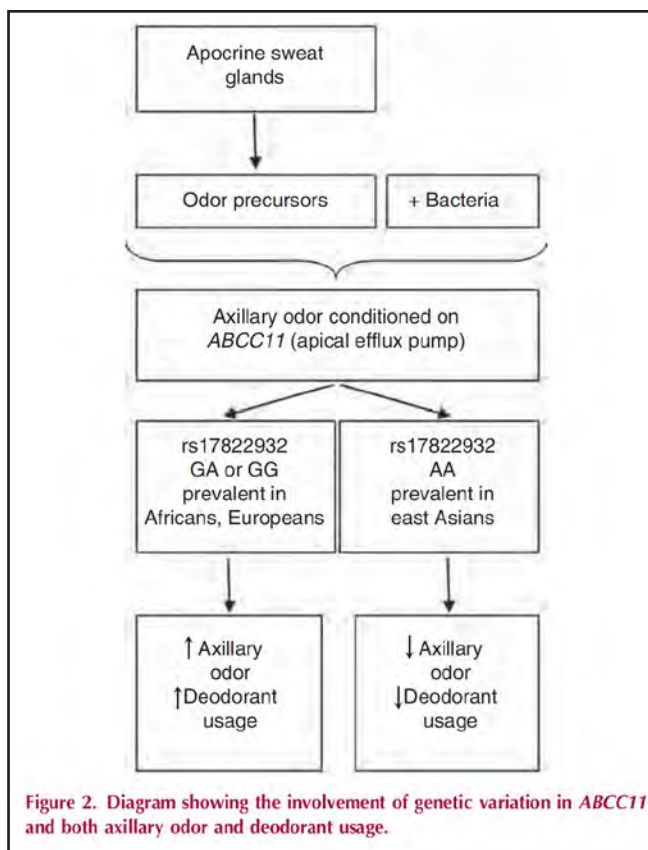 Apocrine sweat
glands
Odor precursors
+ Bacteria
Axillary odor conditioned on
ABCC11 (apical efflux pump)
rs17822932
GA or GG
prevalent in
Africans, Europeans
rs17822932
AA
prevalent in
east Asians
↑ Axillary
odor
↑Deodorant
usage
↓ Axillary
odor
↓Deodorant
usage
Figure 2. Diagram showing the involvement of genetic variation in ABCC11
and both axillary odor and deodorant usage.